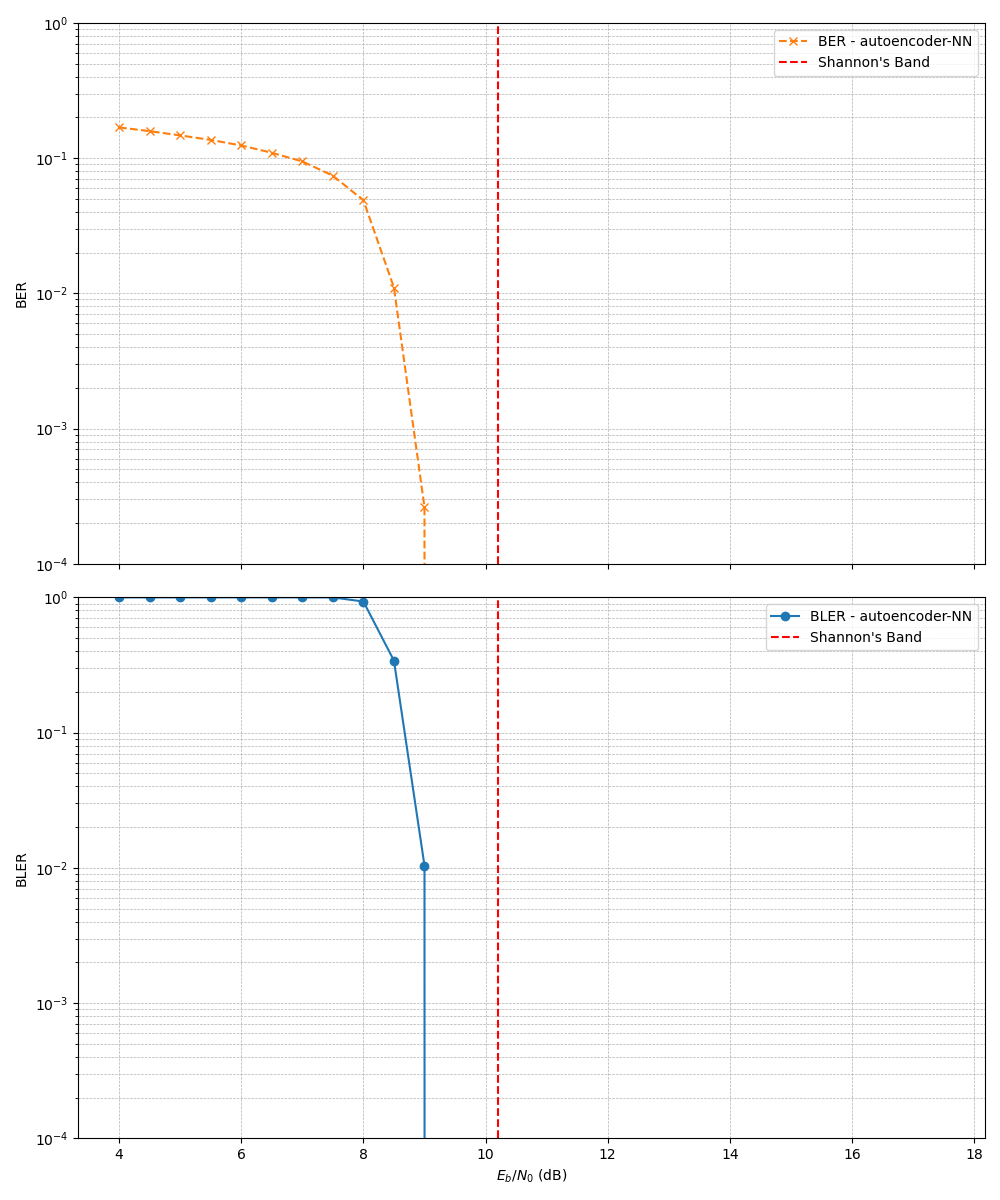 10⁰
10⁻¹
10⁻²
10⁻³
10⁻⁴
BER
BER - autoencoder-NN
Shannon's Band
10⁰
10⁻¹
10⁻²
10⁻³
10⁻⁴
BLER
BLER - autoencoder-NN
Shannon's Band
4 6 8 10 12 14 16 18
E_b/N_0 (dB)